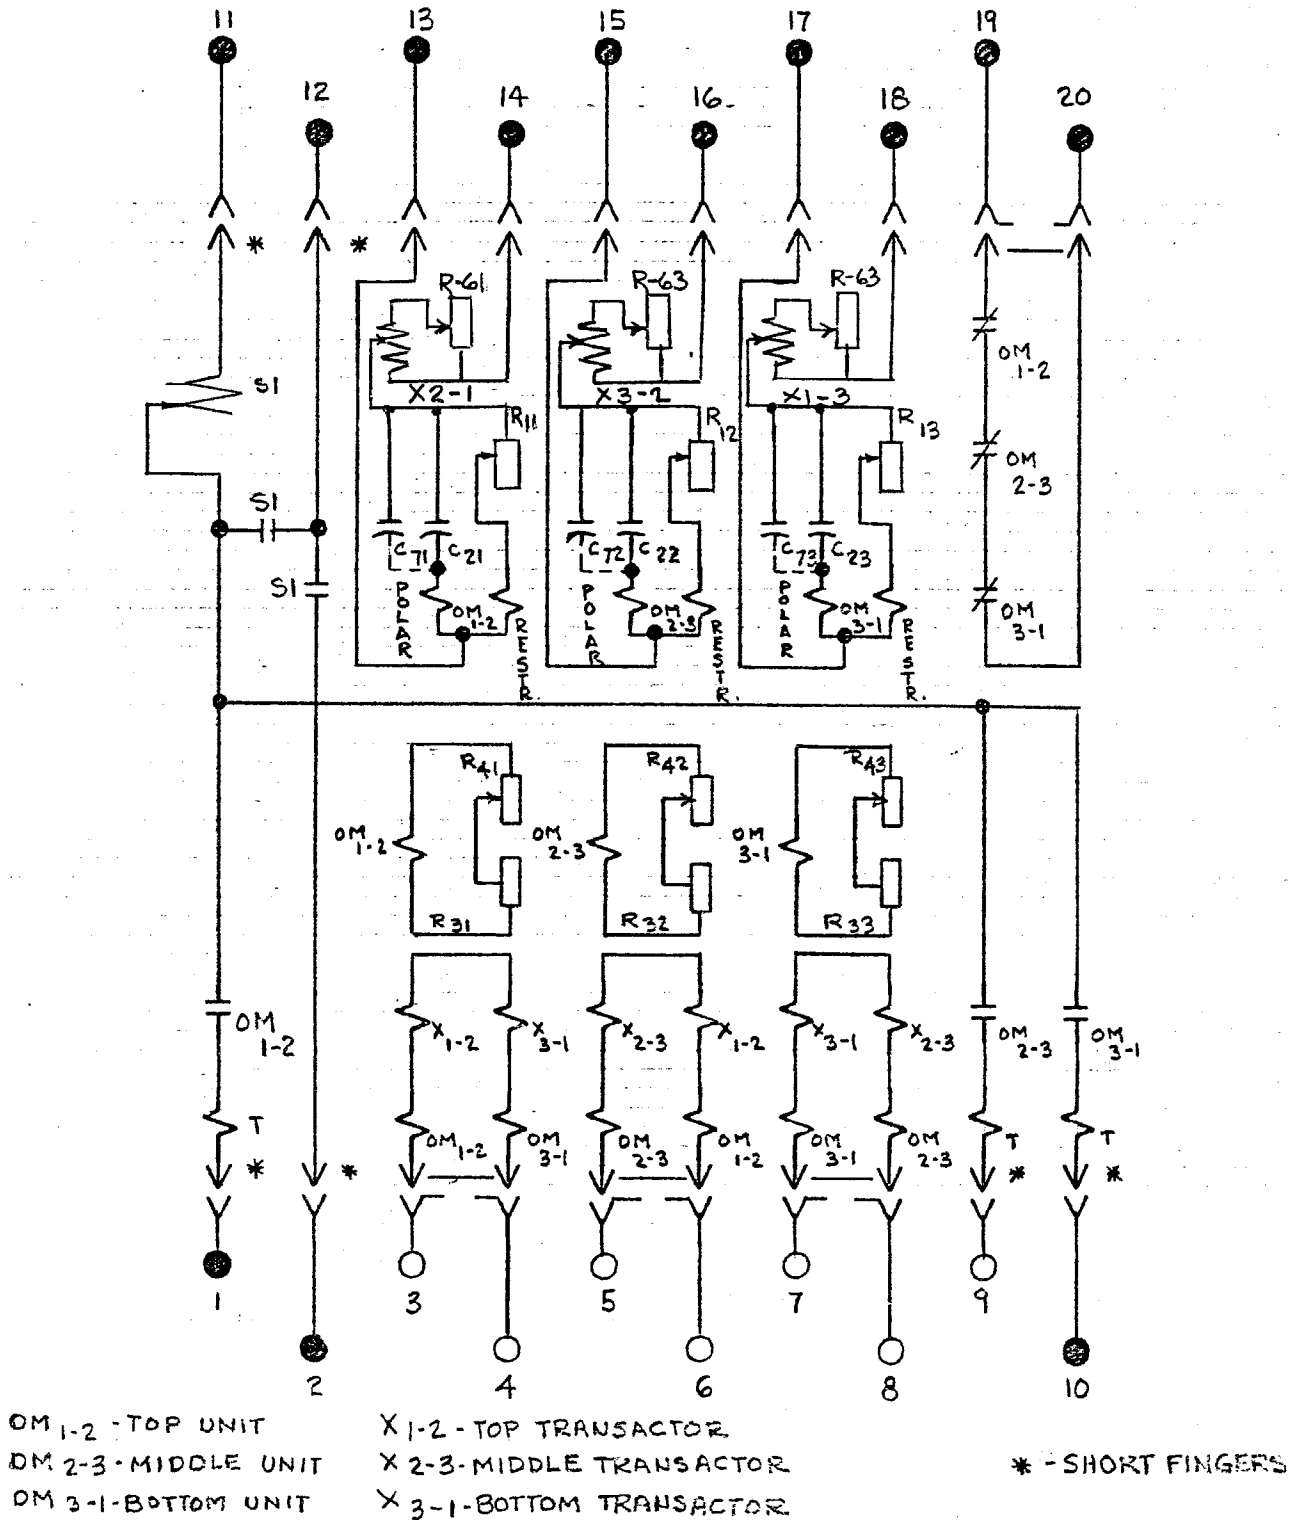 11
13
15
17
19
12
14
16
18
20
*
*
R-61
R-63
R-63
S1
X2-1
X3-2
X1-3
OM 1-2
R11
R12
R13
OM 2-3
S1
C71
C21
C72
C22
C73
C23
S1
POLAR
OM 1-2
RESTR.
POLAR
OM 2-3
RESTR.
POLAR
OM 3-1
RESTR.
OM 3-1
R41
R42
R43
OM 1-2
OM 2-3
OM 3-1
R31
R32
R33
OM 1-2
X1-2
X3-1
X2-3
X1-2
X3-1
X2-3
OM 2-3
OM 3-1
T
OM1-2
OM 3-1
OM 2-3
OM 1-2
OM 3-1
OM 2-3
T
T
*
*
*
*
1
3
5
7
9
2
4
6
8
10
OM 1-2 - TOP UNIT
X 1-2 - TOP TRANSACTOR
OM 2-3 - MIDDLE UNIT
X 2-3 - MIDDLE TRANSACTOR
* - SHORT FINGERS
OM 3-1 - BOTTOM UNIT
X 3-1 - BOTTOM TRANSACTOR